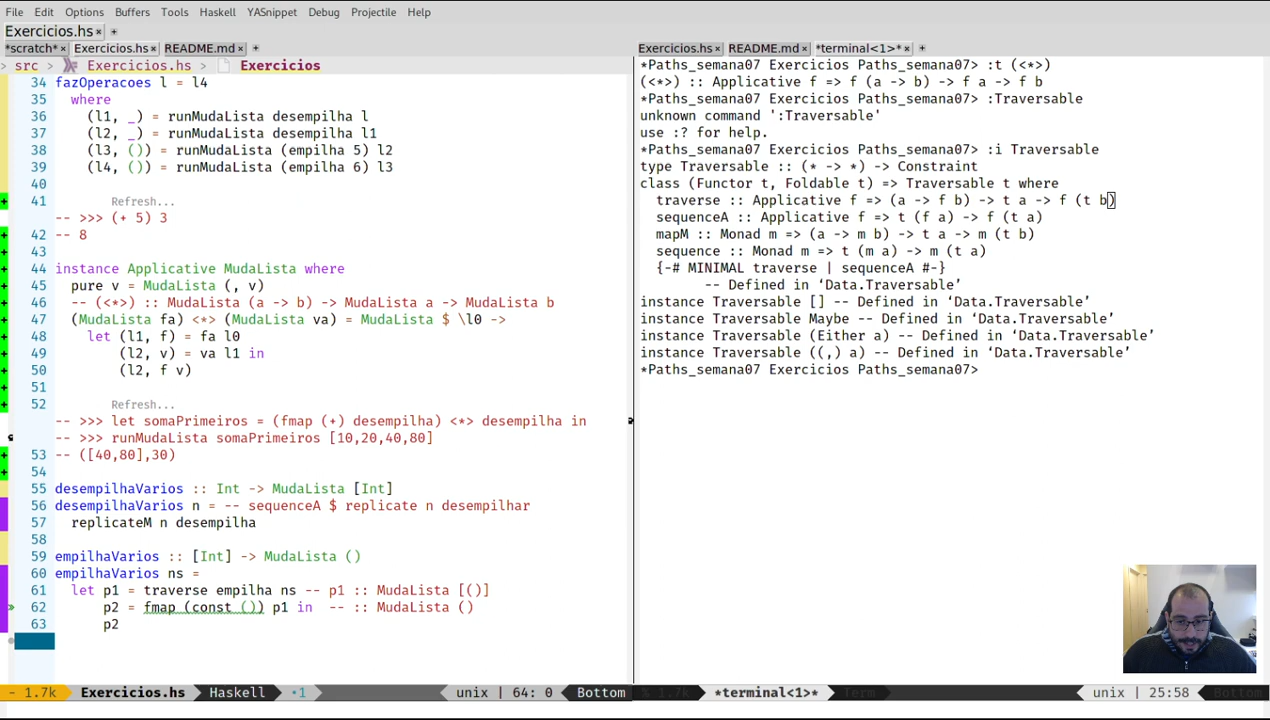 File Edit Options Buffers Tools Haskell YASnippet Debug Projectile Help
Exercicios.hs× +
*scratch*× Exercicios.hs× README.md× +
> src > Exercicios.hs > Exercicios
34 fazOperacoes l = l4
35 where
36 (l1, _) = runMudaLista desempilha l
37 (l2, _) = runMudaLista desempilha l1
38 (l3, ()) = runMudaLista (empilha 5) l2
39 (l4, ()) = runMudaLista (empilha 6) l3
40
41 Refresh...
-- >>> (+ 5) 3
42 -- 8
43
44 instance Applicative MudaLista where
45 pure v = MudaLista (, v)
46 -- (<*>) :: MudaLista (a -> b) -> MudaLista a -> MudaLista b
47 (MudaLista fa) <*> (MudaLista va) = MudaLista $ \l0 ->
48 let (l1, f) = fa l0
49 (l2, v) = va l1 in
50 (l2, f v)
51
52 Refresh...
-- >>> let somaPrimeiros = (fmap (+) desempilha) <*> desempilha in
-- >>> runMudaLista somaPrimeiros [10,20,40,80]
53 -- ([40,80],30)
54
55 desempilhaVarios :: Int -> MudaLista [Int]
56 desempilhaVarios n = -- sequenceA $ replicate n desempilhar
57 replicateM n desempilha
58
59 empilhaVarios :: [Int] -> MudaLista ()
60 empilhaVarios ns =
61 let p1 = traverse empilha ns -- p1 :: MudaLista [()]
62 p2 = fmap (const ()) p1 in -- :: MudaLista ()
63 p2
- 1.7k Exercicios.hs Haskell •1 unix | 64: 0 Bottom
Exercicios.hs× README.md× *terminal<1>*× +
*Paths_semana07 Exercicios Paths_semana07> :t (<*>)
(<*>) :: Applicative f => f (a -> b) -> f a -> f b
*Paths_semana07 Exercicios Paths_semana07> :Traversable
unknown command ':Traversable'
use :? for help.
*Paths_semana07 Exercicios Paths_semana07> :i Traversable
type Traversable :: (* -> *) -> Constraint
class (Functor t, Foldable t) => Traversable t where
traverse :: Applicative f => (a -> f b) -> t a -> f (t b)
sequenceA :: Applicative f => t (f a) -> f (t a)
mapM :: Monad m => (a -> m b) -> t a -> m (t b)
sequence :: Monad m => t (m a) -> m (t a)
{-# MINIMAL traverse | sequenceA #-}
-- Defined in ‘Data.Traversable’
instance Traversable [] -- Defined in ‘Data.Traversable’
instance Traversable Maybe -- Defined in ‘Data.Traversable’
instance Traversable (Either a) -- Defined in ‘Data.Traversable’
instance Traversable ((,) a) -- Defined in ‘Data.Traversable’
*Paths_semana07 Exercicios Paths_semana07>
% 1.7k *terminal<1>* Term unix | 25:58 Bottom